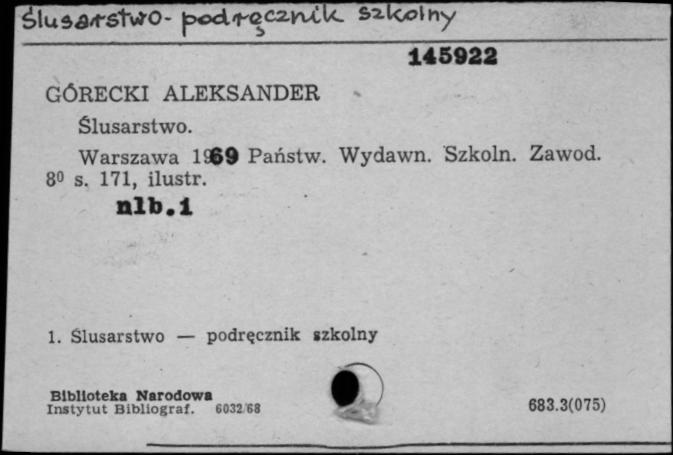 Ślusarstwo - podręcznik szkolny
145922
GÓRECKI ALEKSANDER
Ślusarstwo.
Warszawa 1969 Państw. Wydawn. Szkoln. Zawod.
8⁰ s. 171, ilustr.
nlb.1
1. Ślusarstwo — podręcznik szkolny
Biblioteka Narodowa
Instytut Bibliograf. 6032/68
683.3(075)